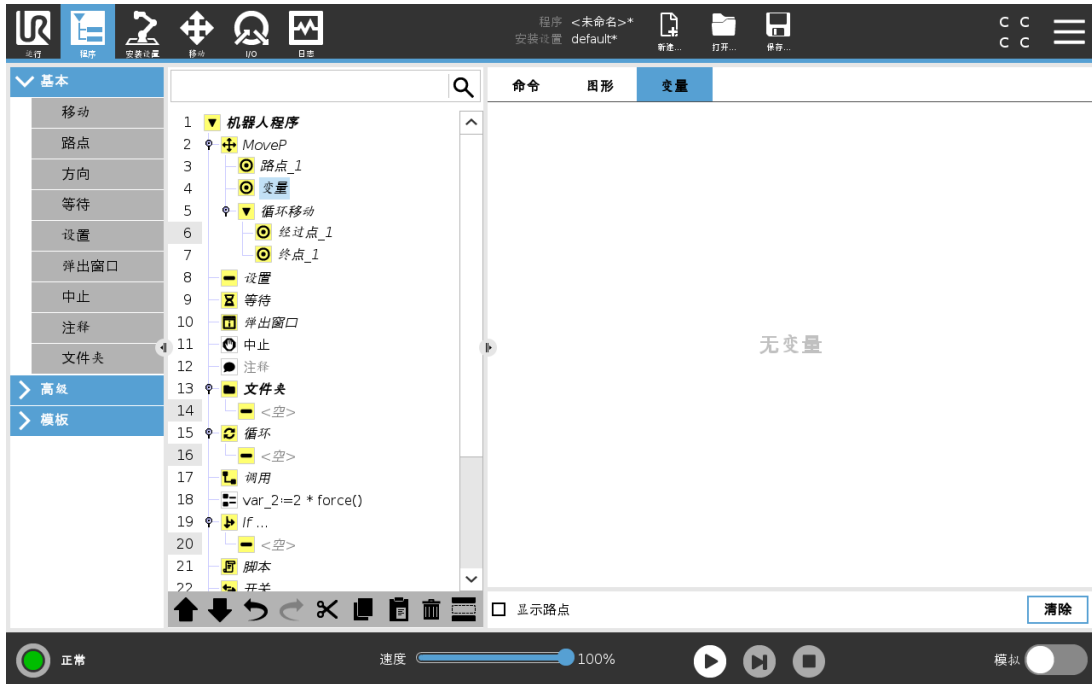 UR
运行
程序
安装设置
移动
I/O
日志
程序 <未命名>*
安装设置 default*
新建...
打开...
保存...
C C
C C
基本
移动
路点
方向
等待
设置
弹出窗口
中止
注释
文件夹
高级
模板
1 机器人程序
2 MoveP
3 路点_1
4 变量
5 循环移动
6 经过点_1
7 终点_1
8 设置
9 等待
10 弹出窗口
11 中止
12 注释
13 文件夹
14 <空>
15 循环
16 <空>
17 调用
18 var_2:=2 * force()
19 If ...
20 <空>
21 脚本
22 开关
命令 图形 变量
无变量
显示路点
清除
正常
速度 100%
模拟